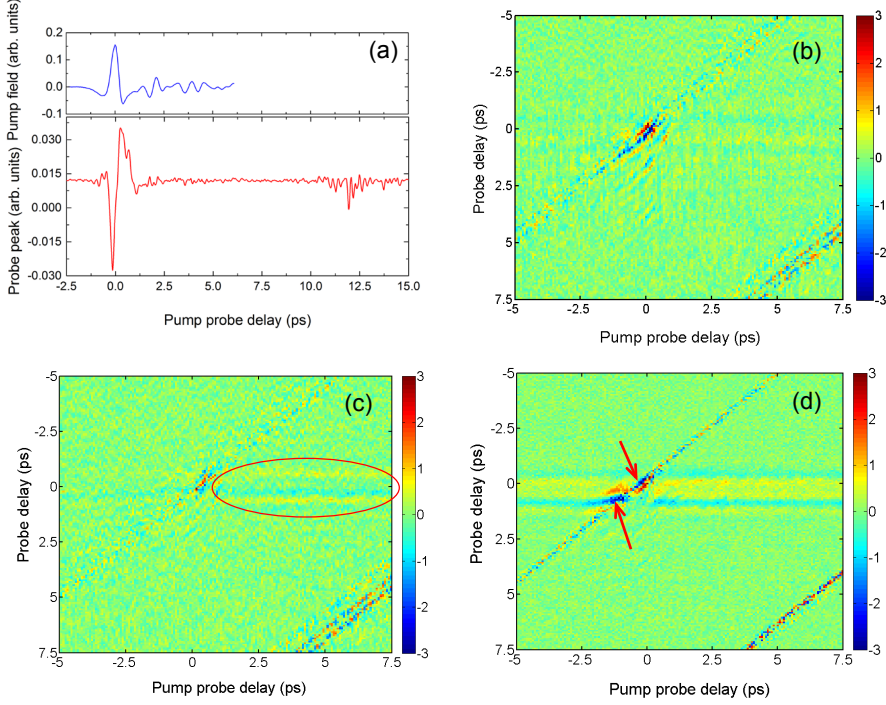 (a)
Pump field (arb. units)
0.2
0.1
0.0
-0.1
Probe peak (arb. units)
0.030
0.015
0.000
-0.015
-0.030
-2.5 0.0 2.5 5.0 7.5 10.0 12.5 15.0
Pump probe delay (ps)
(b)
Probe delay (ps)
-5
-2.5
0
2.5
5
7.5
-5 -2.5 0 2.5 5 7.5
Pump probe delay (ps)
3
2
1
0
-1
-2
-3
(c)
Probe delay (ps)
-5
-2.5
0
2.5
5
7.5
-5 -2.5 0 2.5 5 7.5
Pump probe delay (ps)
3
2
1
0
-1
-2
-3
(d)
Probe delay (ps)
-5
-2.5
0
2.5
5
7.5
-5 -2.5 0 2.5 5 7.5
Pump probe delay (ps)
3
2
1
0
-1
-2
-3